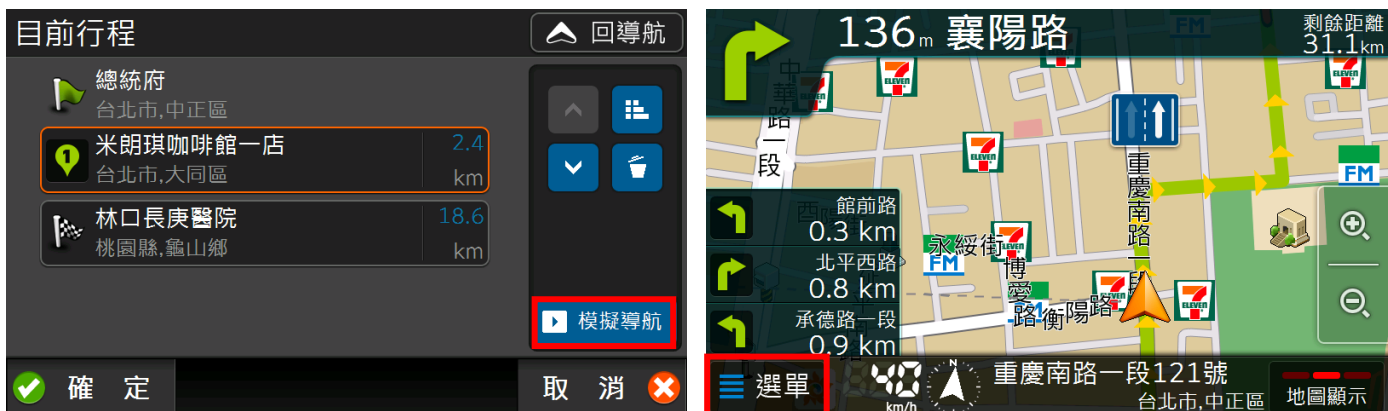 目前行程
回導航
總統府
台北市,中正區
1
米朗琪咖啡館一店
2.4
台北市,大同區
km
林口長庚醫院
18.6
桃園縣,龜山鄉
km
模擬導航
確 定
取 消
136m 襄陽路
剩餘距離
31.1km
FM
中華路一段
ELEVEN
ELEVEN
ELEVEN
重慶南路一段
FM
館前路
0.3 km
永綏街
ELEVEN
FM
博愛路
北平西路
0.8 km
ELEVEN
ELEVEN
衡陽路
承德路一段
0.9 km
選單
40
km/h
N
重慶南路一段121號
台北市,中正區
地圖顯示